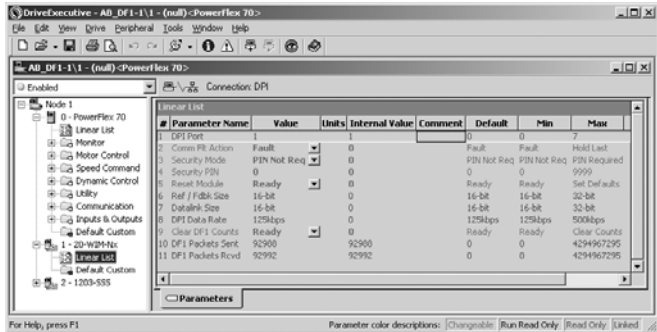 DriveExecutive - AB_DF1-1\1 - (null)<PowerFlex 70>
File Edit View Drive Peripheral Tools Window Help
AB_DF1-1\1 - (null)<PowerFlex 70>
Enabled Connection: DPI
Node 1
0 - PowerFlex 70
Linear List
Monitor
Motor Control
Speed Command
Dynamic Control
Utility
Communication
Inputs & Outputs
Default Custom
1 - 20-WIM-Nx
Linear List
Default Custom
2 - 1203-SSS
Linear List
# Parameter Name Value Units Internal Value Comment Default Min Max
1 DPI Port 1 1 0 0 7
2 Comm Flt Action Fault 0 Fault Fault Hold Last
3 Security Mode PIN Not Req 0 PIN Not Req PIN Not Req PIN Required
4 Security PIN 0 0 0 0 9999
5 Reset Module Ready 0 Ready Ready Set Defaults
6 Ref / Fdbk Size 16-bit 0 16-bit 16-bit 32-bit
7 Datalink Size 16-bit 0 16-bit 16-bit 32-bit
8 DPI Data Rate 125kbps 0 125kbps 125kbps 500kbps
9 Clear DF1 Counts Ready 0 Ready Ready Clear Counts
10 DF1 Packets Sent 92988 92988 0 0 4294967295
11 DF1 Packets Rcvd 92992 92992 0 0 4294967295
Parameters
For Help, press F1 Parameter color descriptions: Changeable Run Read Only Read Only Linked